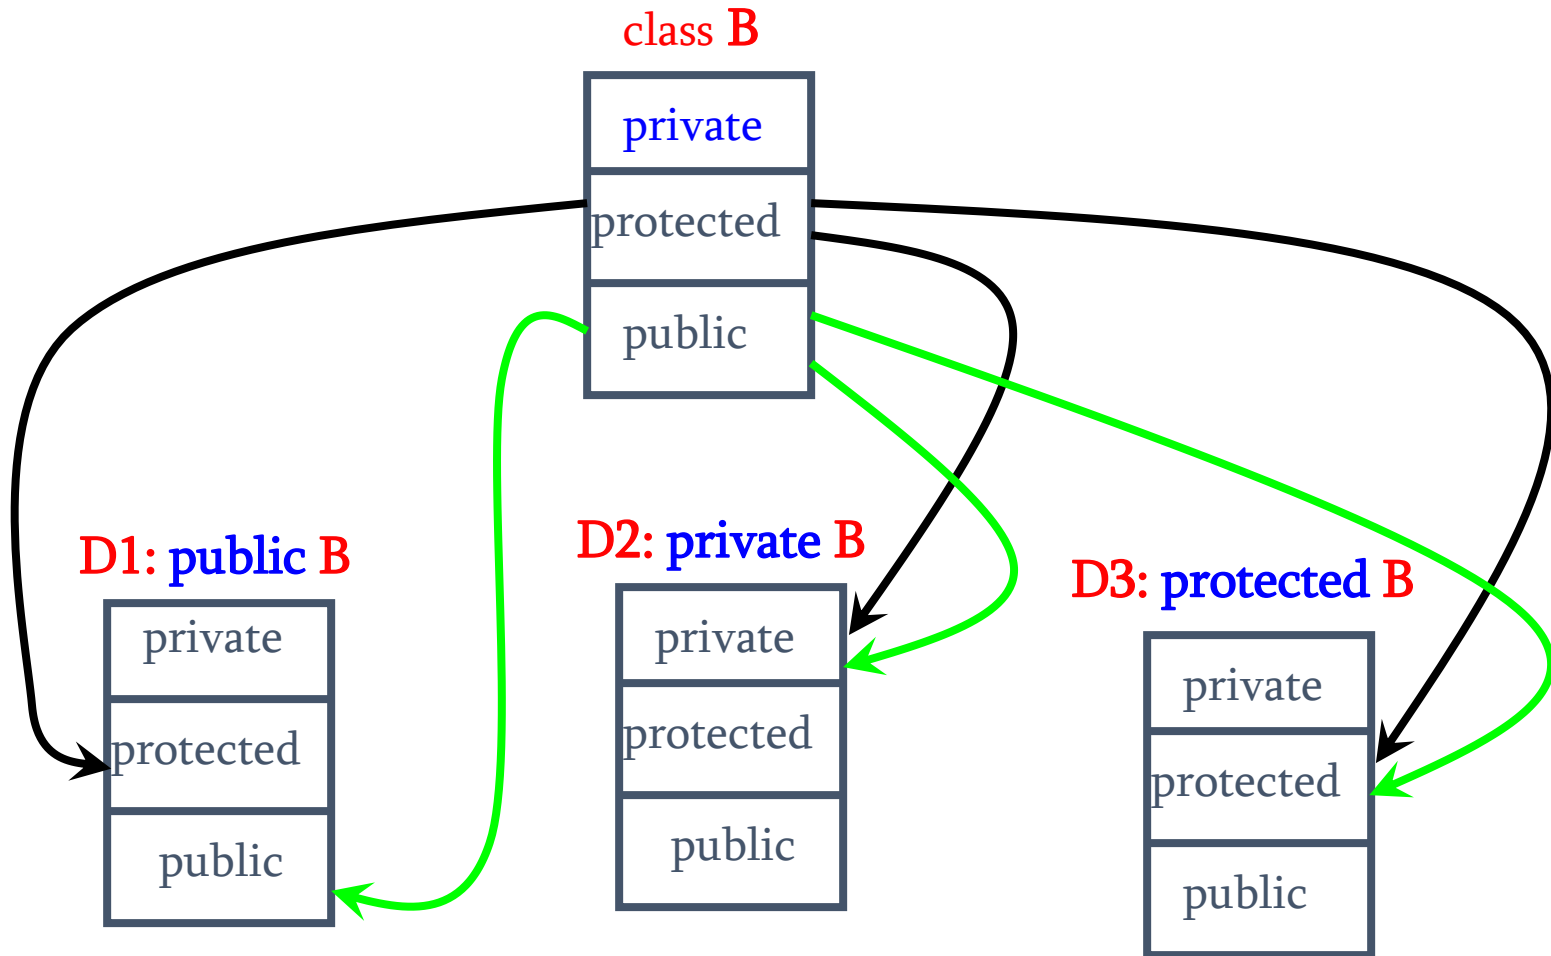 class B
private
protected
public
D1: public B
private
protected
public
D2: private B
private
protected
public
D3: protected B
private
protected
public